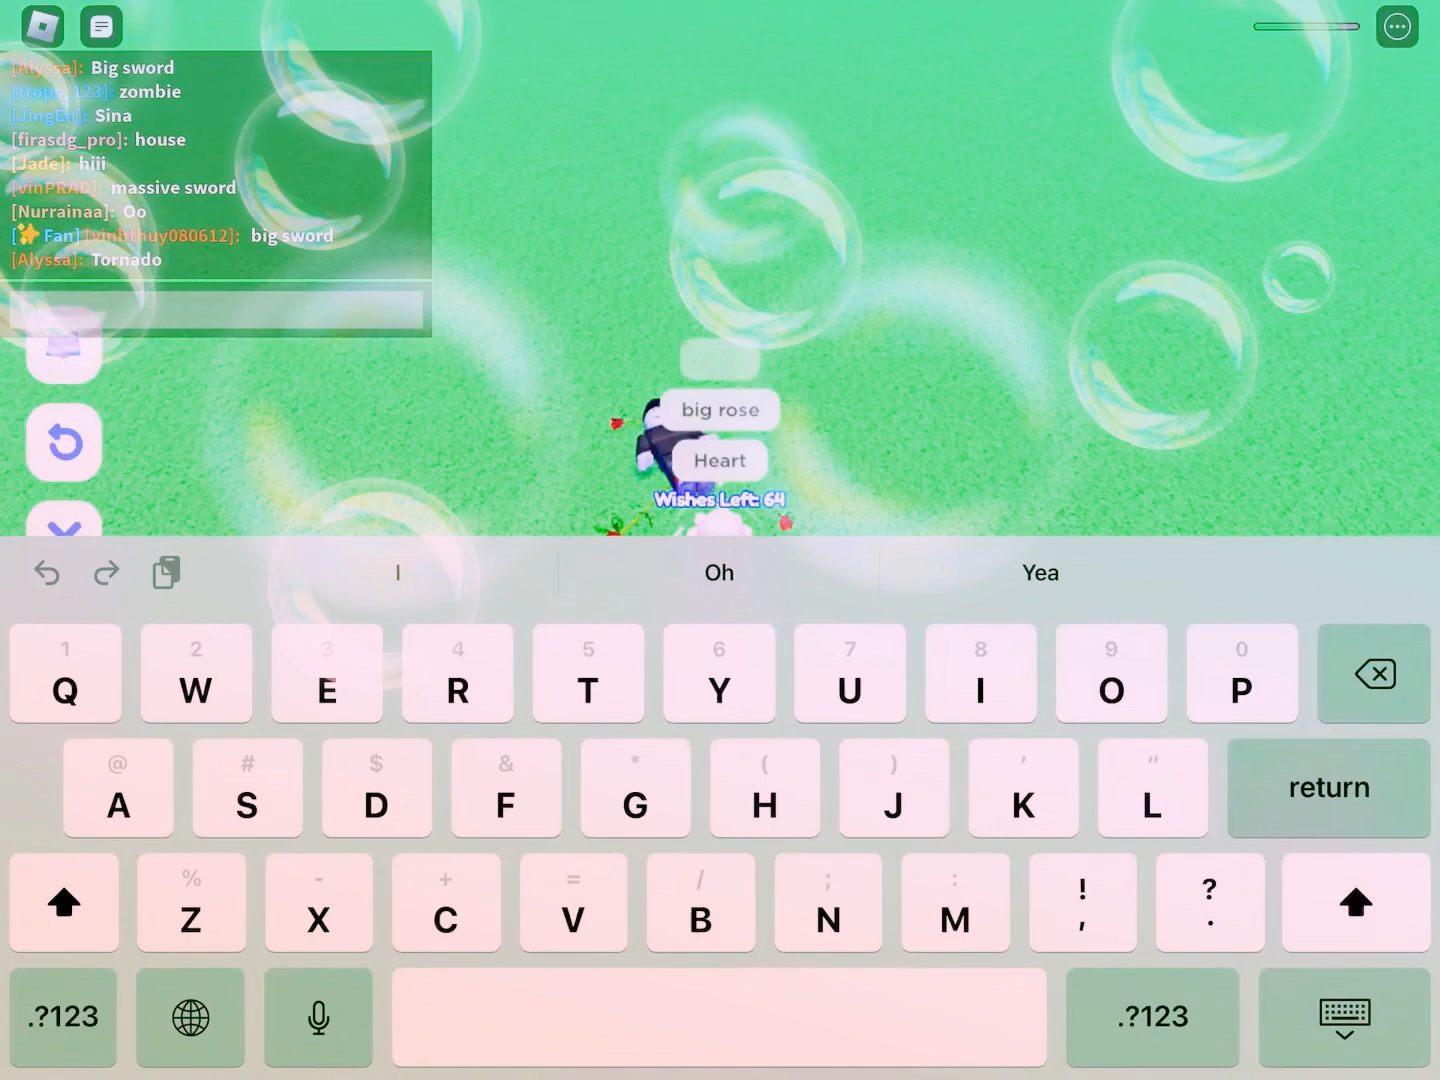 [Alyssa]: Big sword
[ttops_123]: zombie
[JingEn]: Sina
[firasdg_pro]: house
[Jade]: hiii
[vinPRAD]: massive sword
[Nurrainaa]: Oo
[✨ Fan] [vinhthuy080612]: big sword
[Alyssa]: Tornado
big rose
Heart
Wishes Left: 64
I Oh Yea
1 2 3 4 5 6 7 8 9 0
Q W E R T Y U I O P
@ # $ & * ( ) ' "
A S D F G H J K L return
% - + = / ; : ! ?
Z X C V B N M , .
.?123 .?123